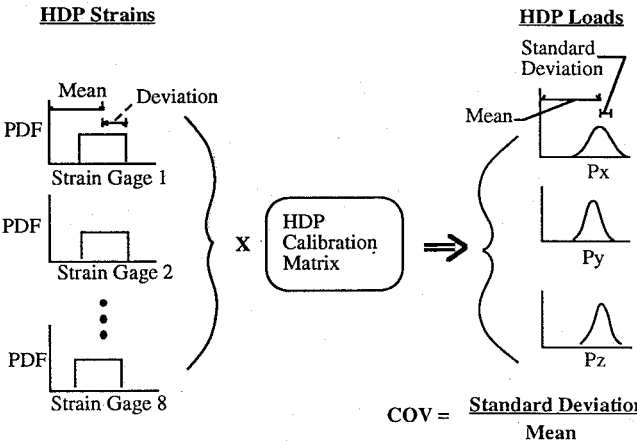 HDP Strains
Mean
Deviation
PDF
Strain Gage 1
PDF
Strain Gage 2
PDF
Strain Gage 8
X
HDP
Calibration
Matrix
HDP Loads
Standard
Deviation
Mean
Px
Py
Pz
COV = Standard Deviation
Mean